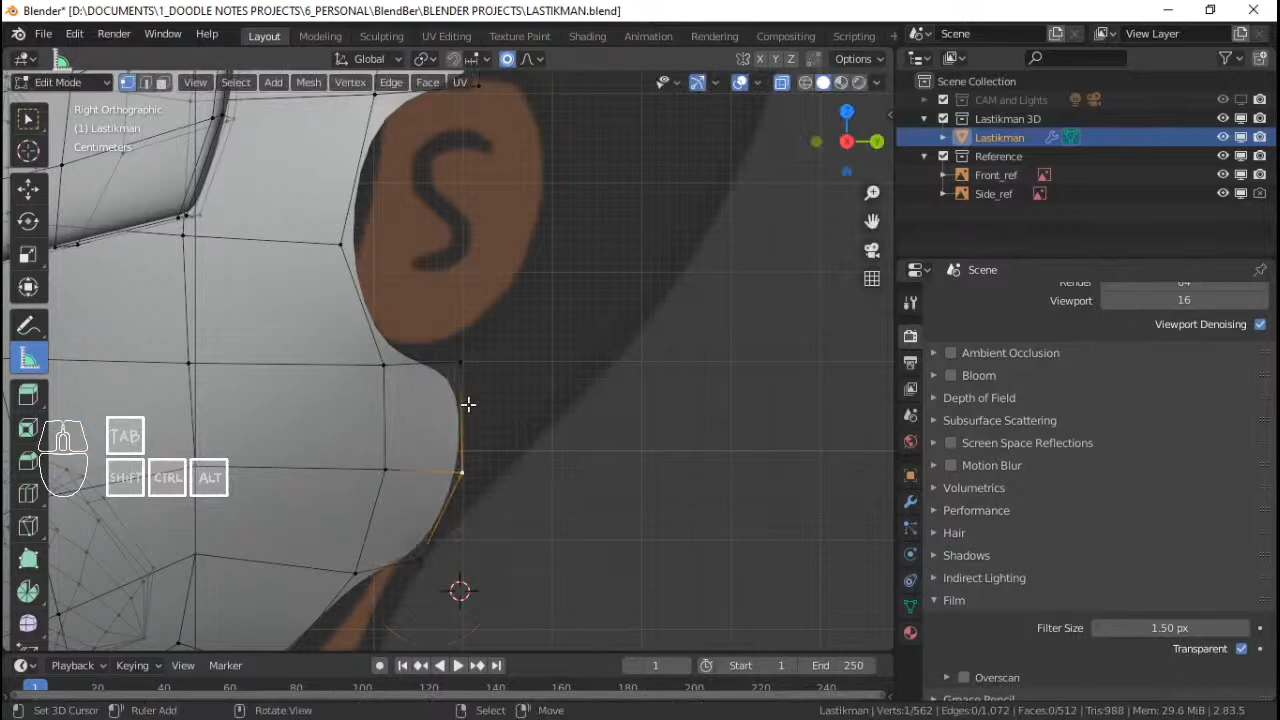 Blender* [D:\DOCUMENTS\1_DOODLE NOTES PROJECTS\6_PERSONAL\BlendBer\BLENDER PROJECTS\LASTIKMAN.blend]
File Edit Render Window Help Layout Modeling Sculpting UV Editing Texture Paint Shading Animation Rendering Compositing Scripting Scene View Layer
Global X Y Z Options
Edit Mode View Select Add Mesh Vertex Edge Face UV
Scene Collection
CAM and Lights
Lastikman 3D
Lastikman
Reference
Front_ref
Side_ref
Right Orthographic
(1) Lastikman
Centimeters
S
Scene
Render 64
Viewport 16
Viewport Denoising
Ambient Occlusion
Bloom
Depth of Field
Subsurface Scattering
Screen Space Reflections
Motion Blur
Volumetrics
Performance
Hair
Shadows
Indirect Lighting
Film
Filter Size 1.50 px
Transparent
Overscan
Grease Pencil
TAB
SHIFT CTRL ALT
Playback Keying View Marker 1 Start 1 End 250
1 20 40 60 80 100 120 140 160 180 200 220 240
Set 3D Cursor Ruler Add Rotate View Select Move Lastikman | Verts:1/562 | Edges:0/1,072 | Faces:0/512 | Tris:988 | Mem: 29.6 MiB | 2.83.5